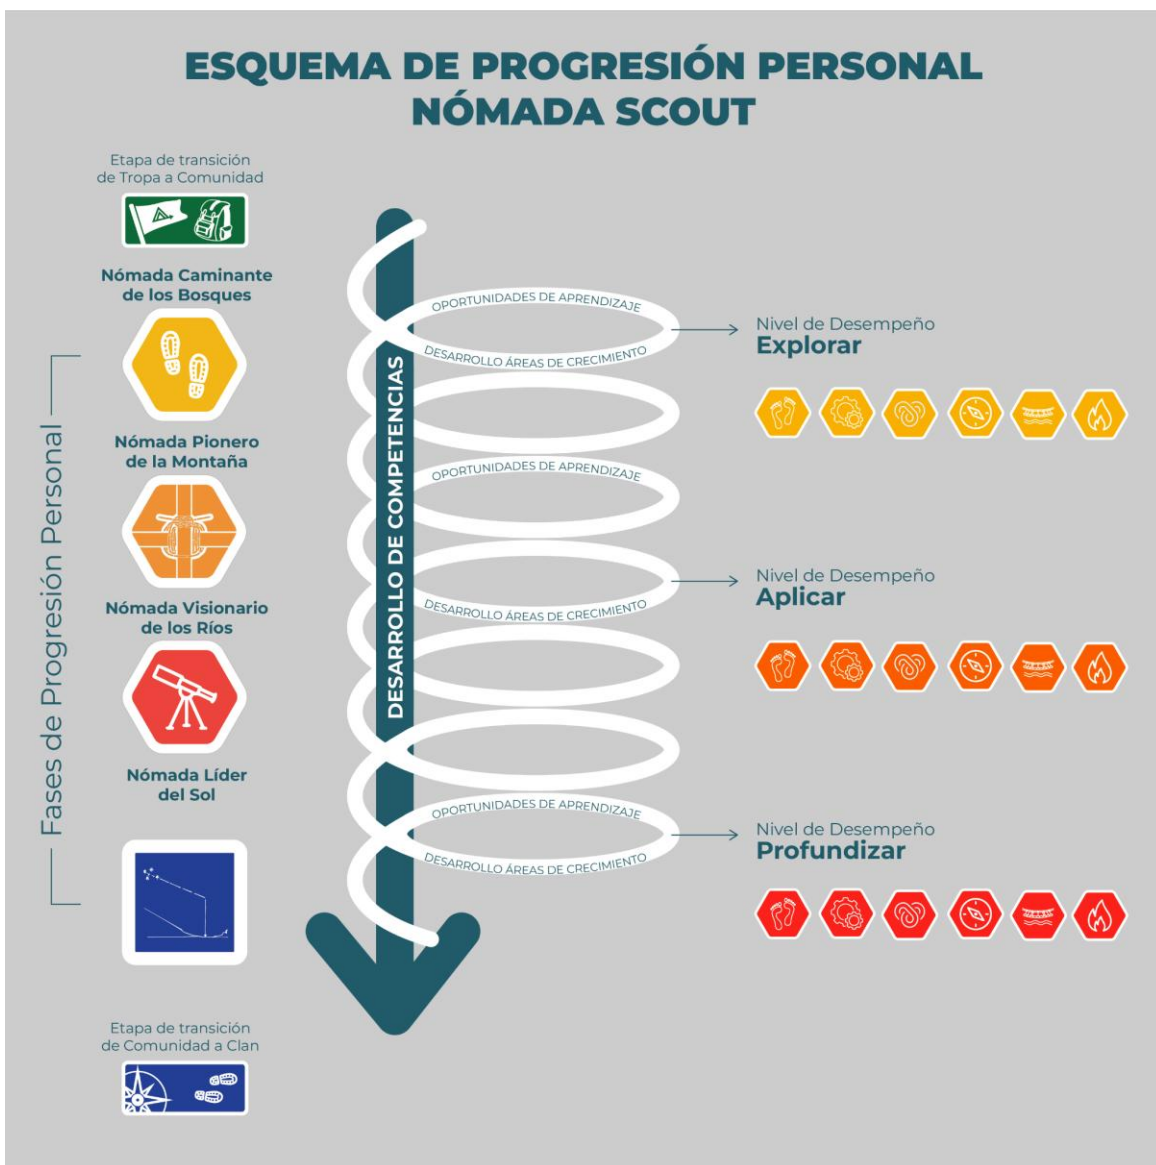 ESQUEMA DE PROGRESIÓN PERSONAL
NÓMADA SCOUT
Etapa de transición
de Tropa a Comunidad
Nómada Caminante
de los Bosques
Nómada Pionero
de la Montaña
Nómada Visionario
de los Ríos
Nómada Líder
del Sol
Fases de Progresión Personal
Etapa de transición
de Comunidad a Clan
DESARROLLO DE COMPETENCIAS
OPORTUNIDADES DE APRENDIZAJE
DESARROLLO ÁREAS DE CRECIMIENTO
OPORTUNIDADES DE APRENDIZAJE
DESARROLLO ÁREAS DE CRECIMIENTO
OPORTUNIDADES DE APRENDIZAJE
DESARROLLO ÁREAS DE CRECIMIENTO
Nivel de Desempeño
Explorar
Nivel de Desempeño
Aplicar
Nivel de Desempeño
Profundizar